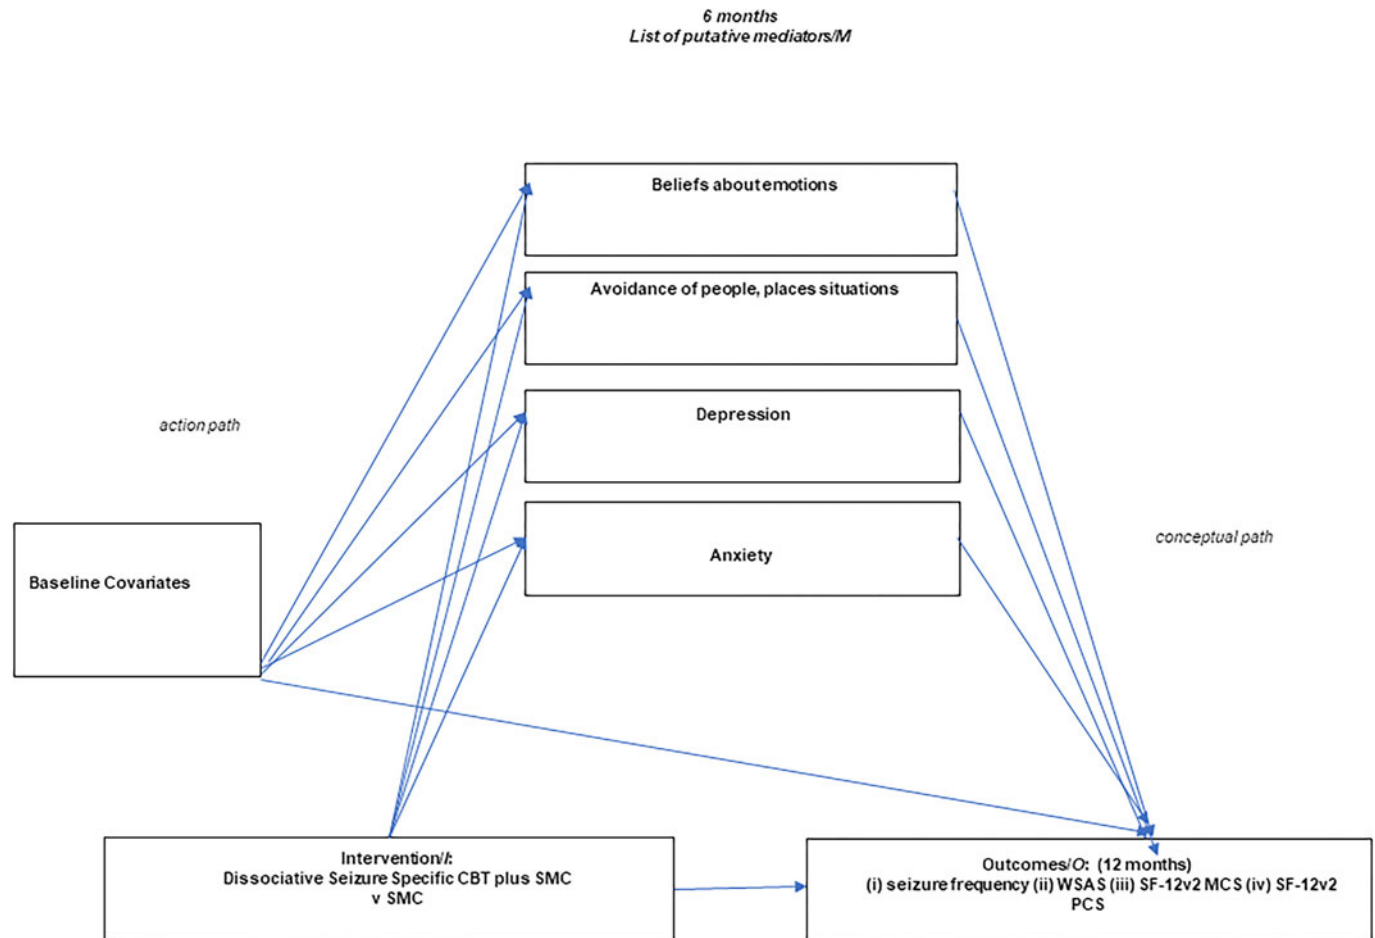 6 months
List of putative mediators/M
Beliefs about emotions
Avoidance of people, places situations
action path
Depression
Baseline Covariates
Anxiety
conceptual path
Intervention/I:
Dissociative Seizure Specific CBT plus SMC
v SMC
Outcomes/O: (12 months)
(i) seizure frequency (ii) WSAS (iii) SF-12v2 MCS (iv) SF-12v2
PCS